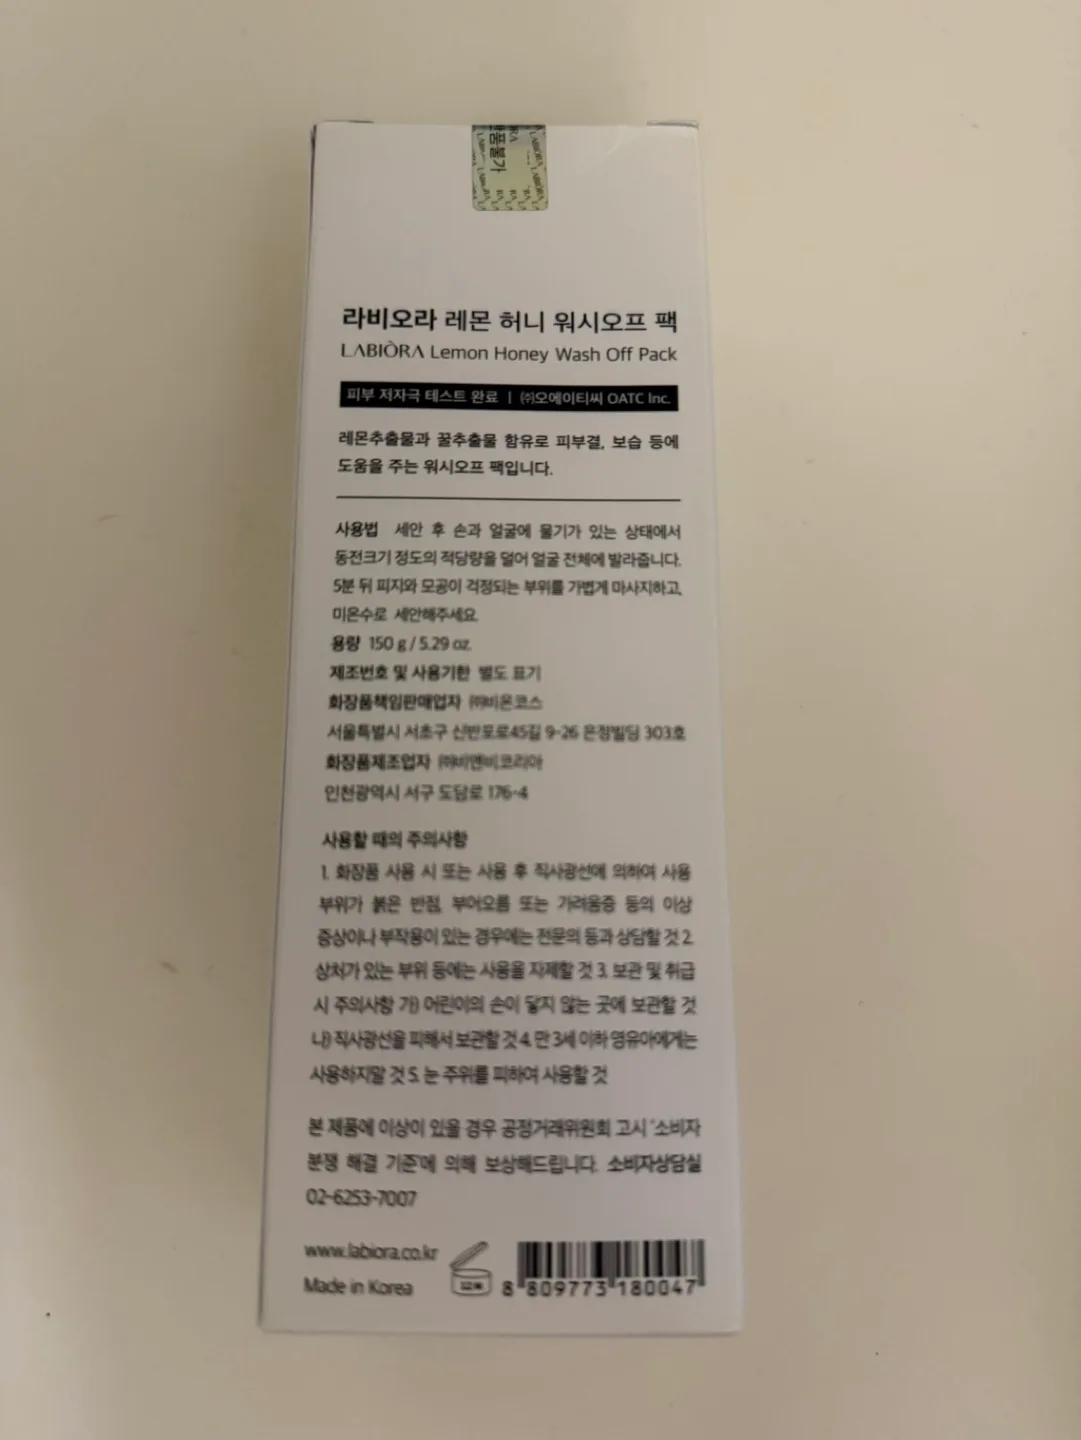 반품불가
LABIORA
라비오라 레몬 허니 워시오프 팩
LABIÒRA Lemon Honey Wash Off Pack
피부 저자극 테스트 완료 | ㈜오에이티씨 OATC Inc.
레몬추출물과 꿀추출물 함유로 피부결, 보습 등에
도움을 주는 워시오프 팩입니다.
사용법 세안 후 손과 얼굴에 물기가 있는 상태에서
동전크기 정도의 적당량을 덜어 얼굴 전체에 발라줍니다.
5분 뒤 피지와 모공이 걱정되는 부위를 가볍게 마사지하고,
미온수로 세안해주세요.
용량 150 g / 5.29 oz.
제조번호 및 사용기한 별도 표기
화장품책임판매업자 ㈜비온코스
서울특별시 서초구 신반포로45길 9-26 은정빌딩 303호
화장품제조업자 ㈜비앤비코리아
인천광역시 서구 도담로 176-4
사용할 때의 주의사항
1. 화장품 사용 시 또는 사용 후 직사광선에 의하여 사용
부위가 붉은 반점, 부어오름 또는 가려움증 등의 이상
증상이나 부작용이 있는 경우에는 전문의 등과 상담할 것 2.
상처가 있는 부위 등에는 사용을 자제할 것 3. 보관 및 취급
시 주의사항 가) 어린이의 손이 닿지 않는 곳에 보관할 것
나) 직사광선을 피해서 보관할 것 4. 만 3세 이하 영유아에게는
사용하지말 것 5. 눈 주위를 피하여 사용할 것
본 제품에 이상이 있을 경우 공정거래위원회 고시 '소비자
분쟁 해결 기준'에 의해 보상해드립니다. 소비자상담실
02-6253-7007
www.labiora.co.kr
Made in Korea
12M
8 809773 180047